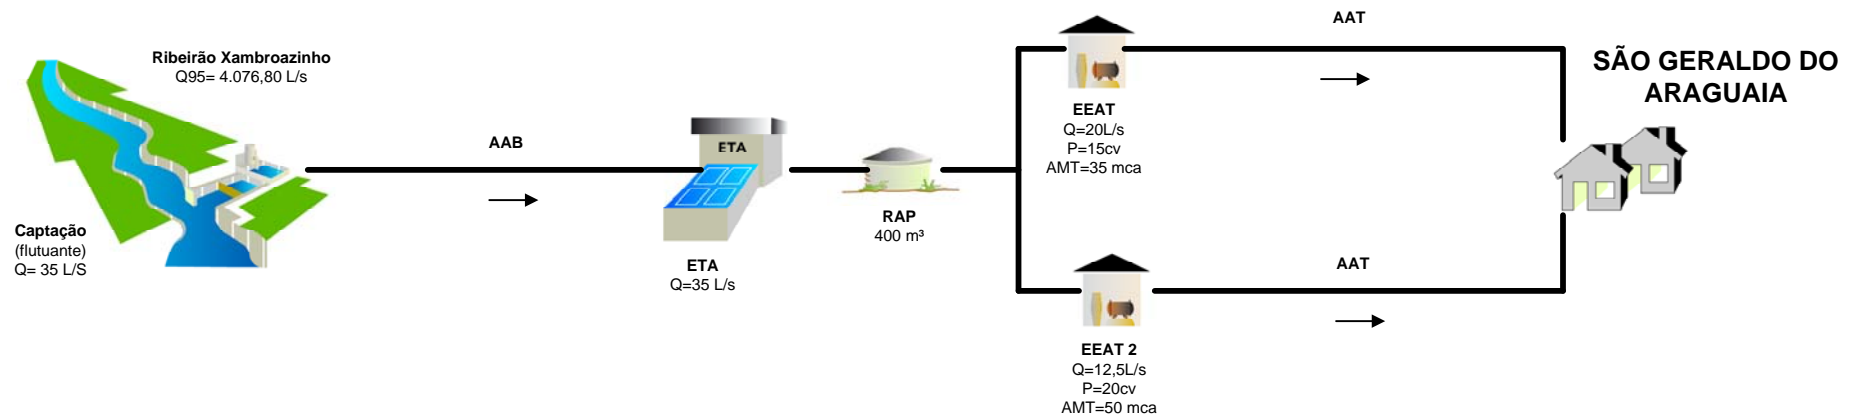 Ribeirão Xambroazinho
Q95= 4.076,80 L/s
Captação
(flutuante)
Q= 35 L/S
AAB
ETA
ETA
Q=35 L/s
RAP
400 m³
EEAT
Q=20L/s
P=15cv
AMT=35 mca
AAT
EEAT 2
Q=12,5L/s
P=20cv
AMT=50 mca
AAT
SÃO GERALDO DO
ARAGUAIA